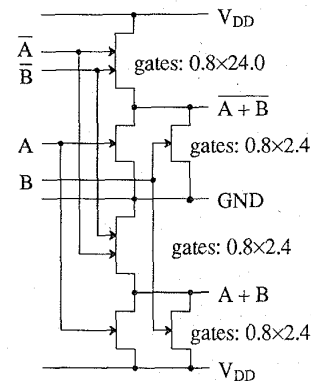 V_DD
A̅
B̅
gates: 0.8×24.0
A̅ ̅+̅ ̅B̅
A
gates: 0.8×2.4
B
GND
gates: 0.8×2.4
A + B
gates: 0.8×2.4
V_DD